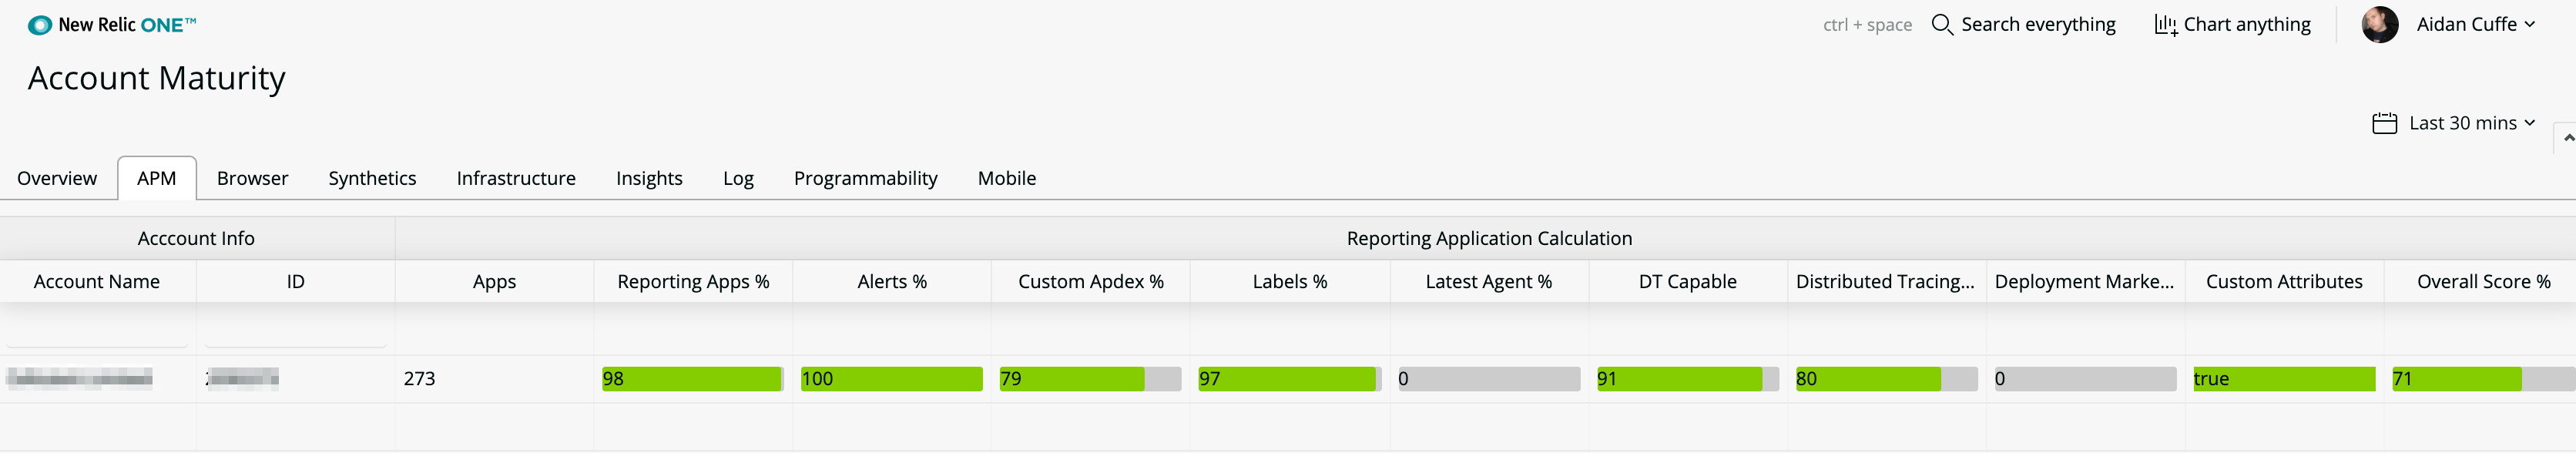 New Relic ONE™
ctrl + space Search everything Chart anything Aidan Cuffe
Account Maturity
Last 30 mins
Overview APM Browser Synthetics Infrastructure Insights Log Programmability Mobile
Acccount Info Reporting Application Calculation
Account Name ID Apps Reporting Apps % Alerts % Custom Apdex % Labels % Latest Agent % DT Capable Distributed Tracing... Deployment Marke... Custom Attributes Overall Score %
273 98 100 79 97 0 91 80 0 true 71